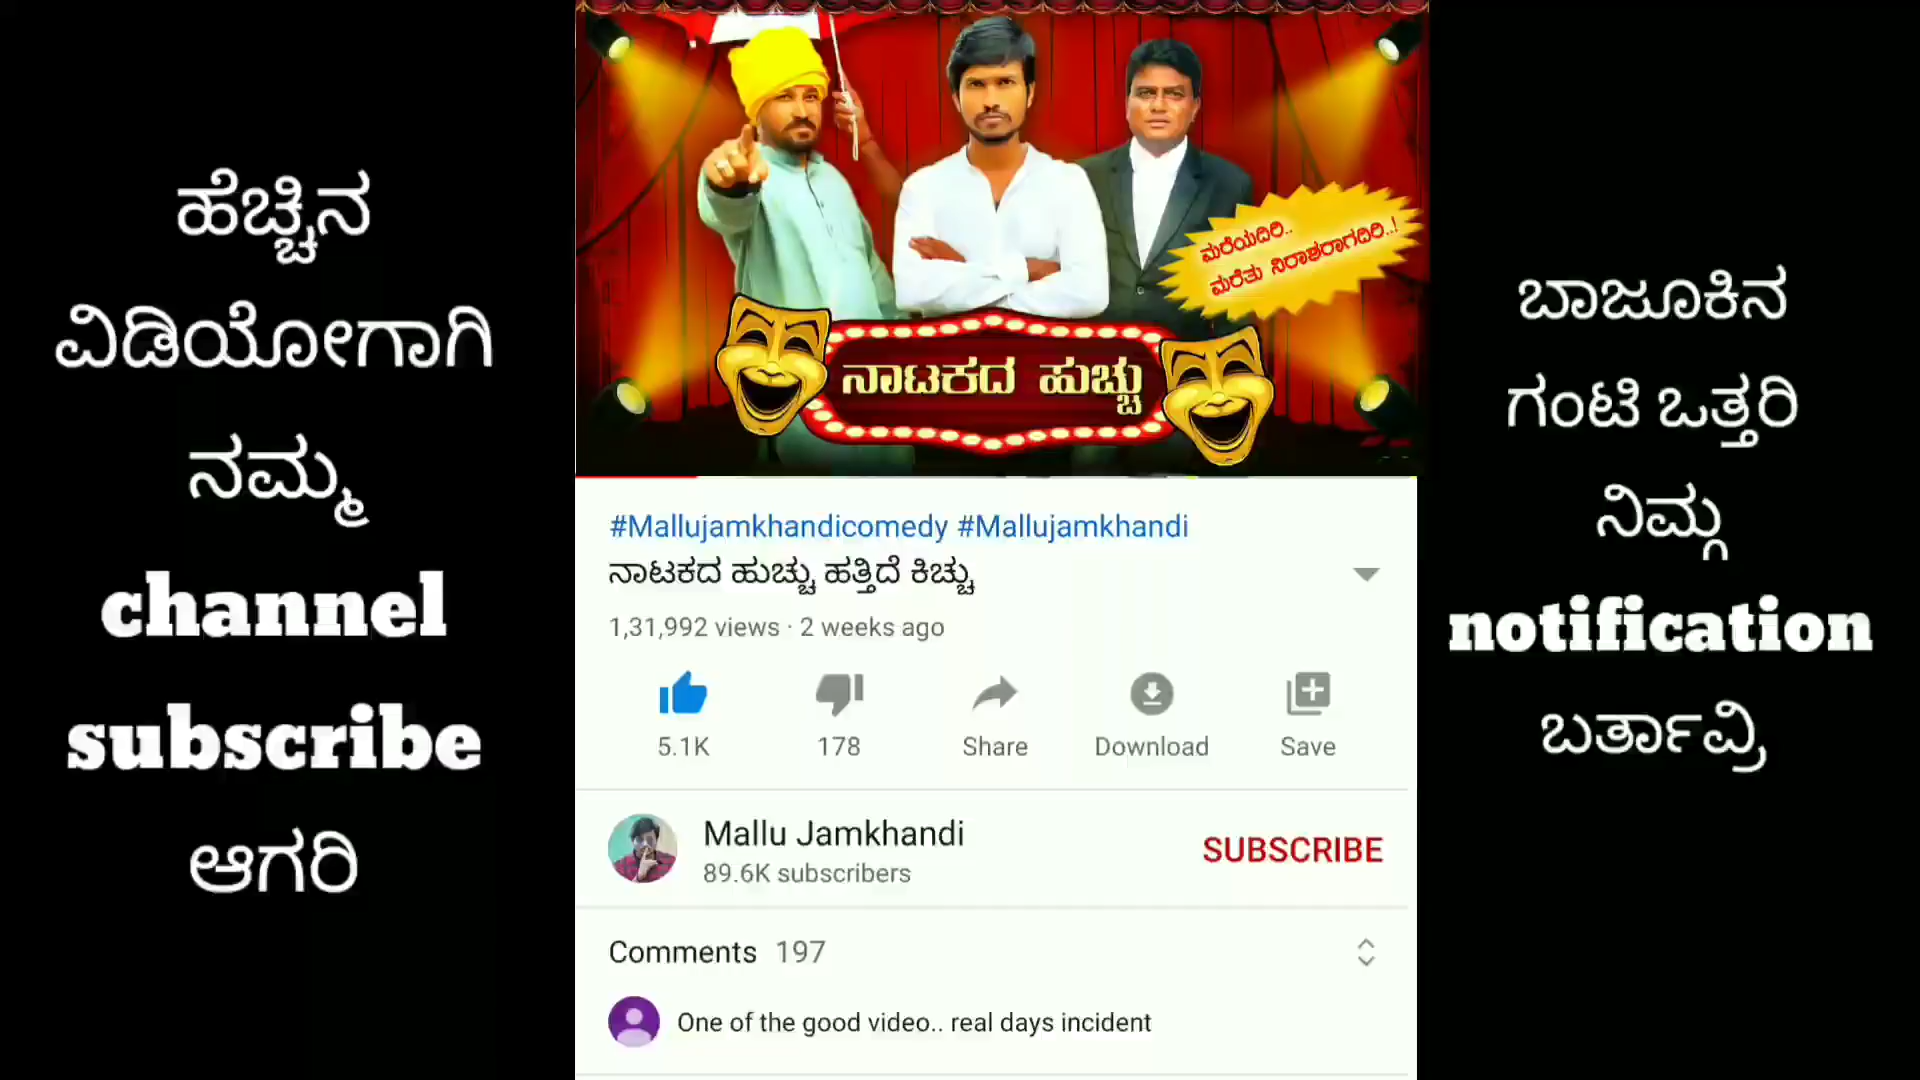 ಹೆಚ್ಚಿನ
ವಿಡಿಯೋಗಾಗಿ
ನಮ್ಮ
channel
subscribe
ಆಗರಿ
ಮರೆಯದಿರಿ..
ಮರೆತು ನಿರಾಶರಾಗದಿರಿ..!
ನಾಟಕದ ಹುಚ್ಚು
#Mallujamkhandicomedy #Mallujamkhandi
ನಾಟಕದ ಹುಚ್ಚು ಹತ್ತಿದೆ ಕಿಚ್ಚು
1,31,992 views · 2 weeks ago
5.1K 178 Share Download Save
Mallu Jamkhandi
89.6K subscribers
SUBSCRIBE
Comments 197
One of the good video.. real days incident
ಬಾಜೂಕಿನ
ಗಂಟಿ ಒತ್ತರಿ
ನಿಮ್ಗ
notification
ಬರ್ತಾವ್ರಿ